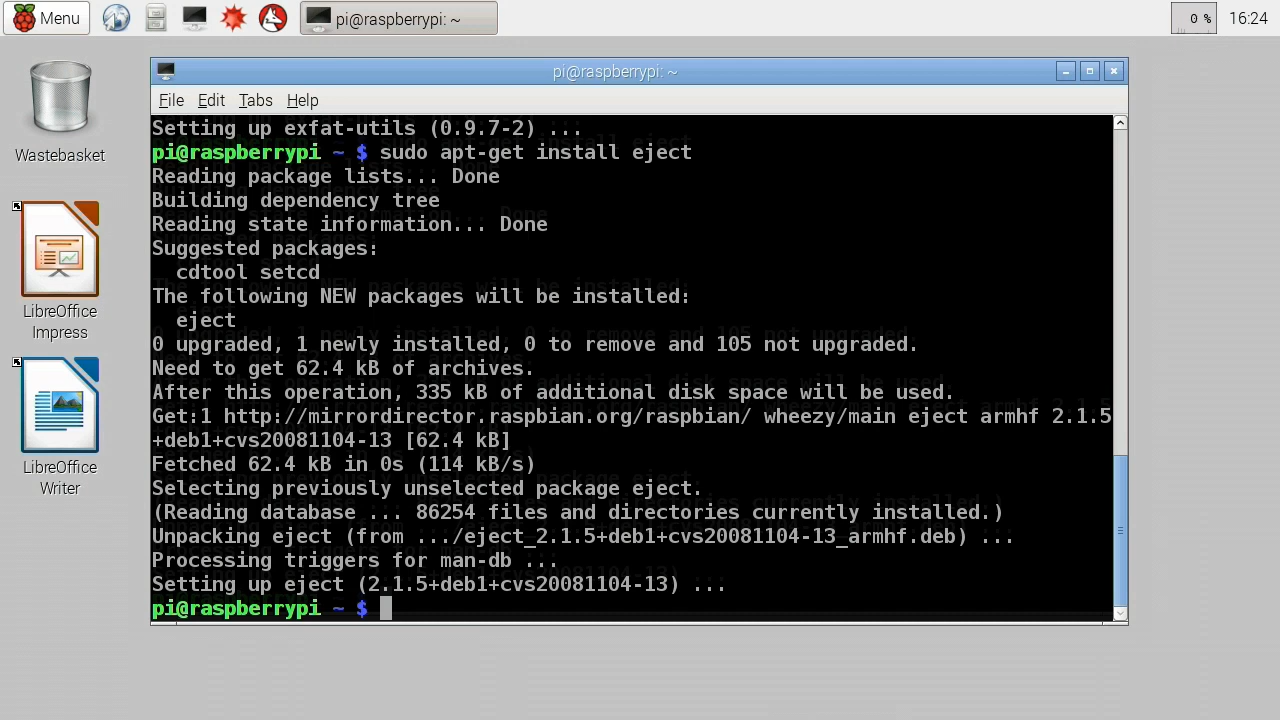 Menu
pi@raspberrypi: ~
0 %
16:24
pi@raspberrypi: ~
File Edit Tabs Help
Wastebasket
LibreOffice
Impress
LibreOffice
Writer
Setting up exfat-utils (0.9.7-2) ...
pi@raspberrypi ~ $ sudo apt-get install eject
Reading package lists... Done
Building dependency tree
Reading state information... Done
Suggested packages:
  cdtool setcd
The following NEW packages will be installed:
  eject
0 upgraded, 1 newly installed, 0 to remove and 105 not upgraded.
Need to get 62.4 kB of archives.
After this operation, 335 kB of additional disk space will be used.
Get:1 http://mirrordirector.raspbian.org/raspbian/ wheezy/main eject armhf 2.1.5
+deb1+cvs20081104-13 [62.4 kB]
Fetched 62.4 kB in 0s (114 kB/s)
Selecting previously unselected package eject.
(Reading database ... 86254 files and directories currently installed.)
Unpacking eject (from .../eject_2.1.5+deb1+cvs20081104-13_armhf.deb) ...
Processing triggers for man-db ...
Setting up eject (2.1.5+deb1+cvs20081104-13) ...
pi@raspberrypi ~ $